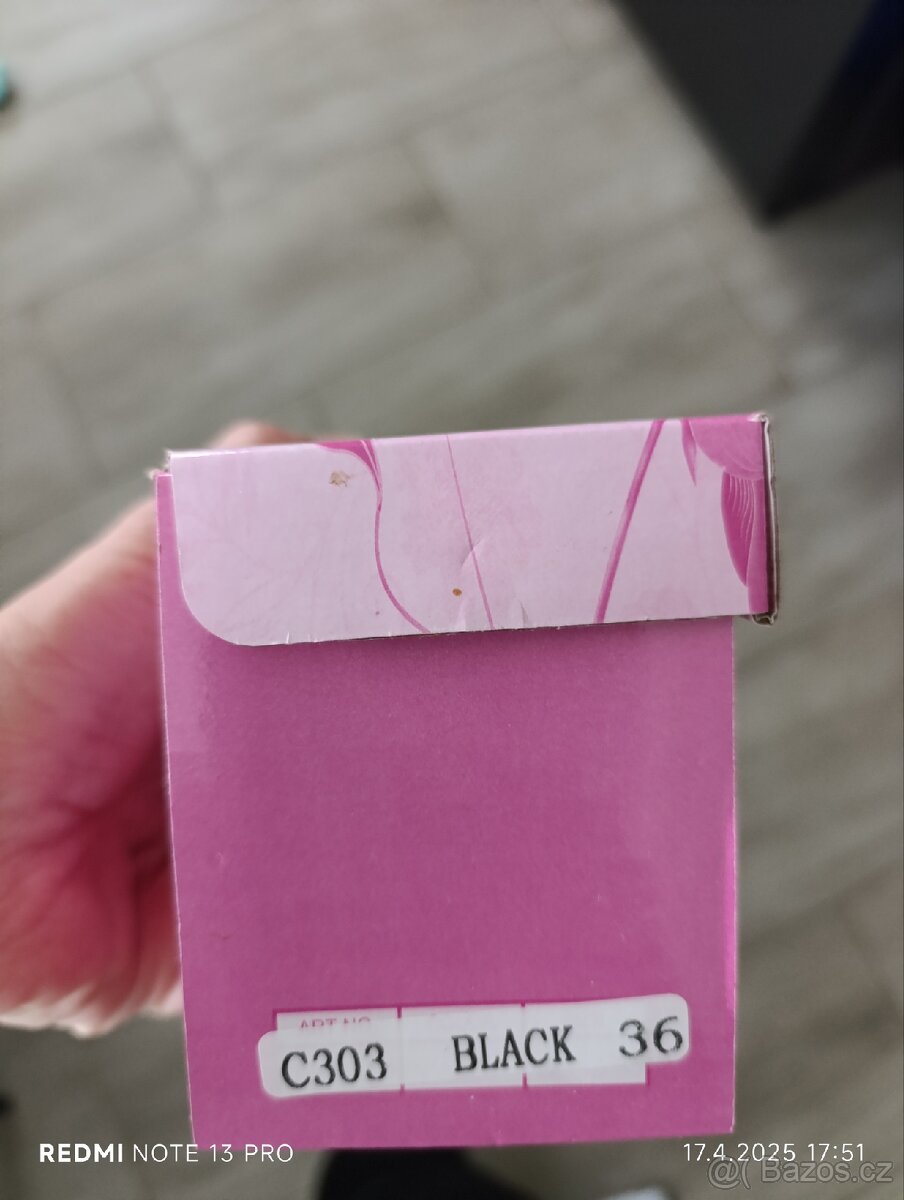 ART NO.
C303 BLACK 36
REDMI NOTE 13 PRO
17.4.2025 17:51
@( Bazos.cz